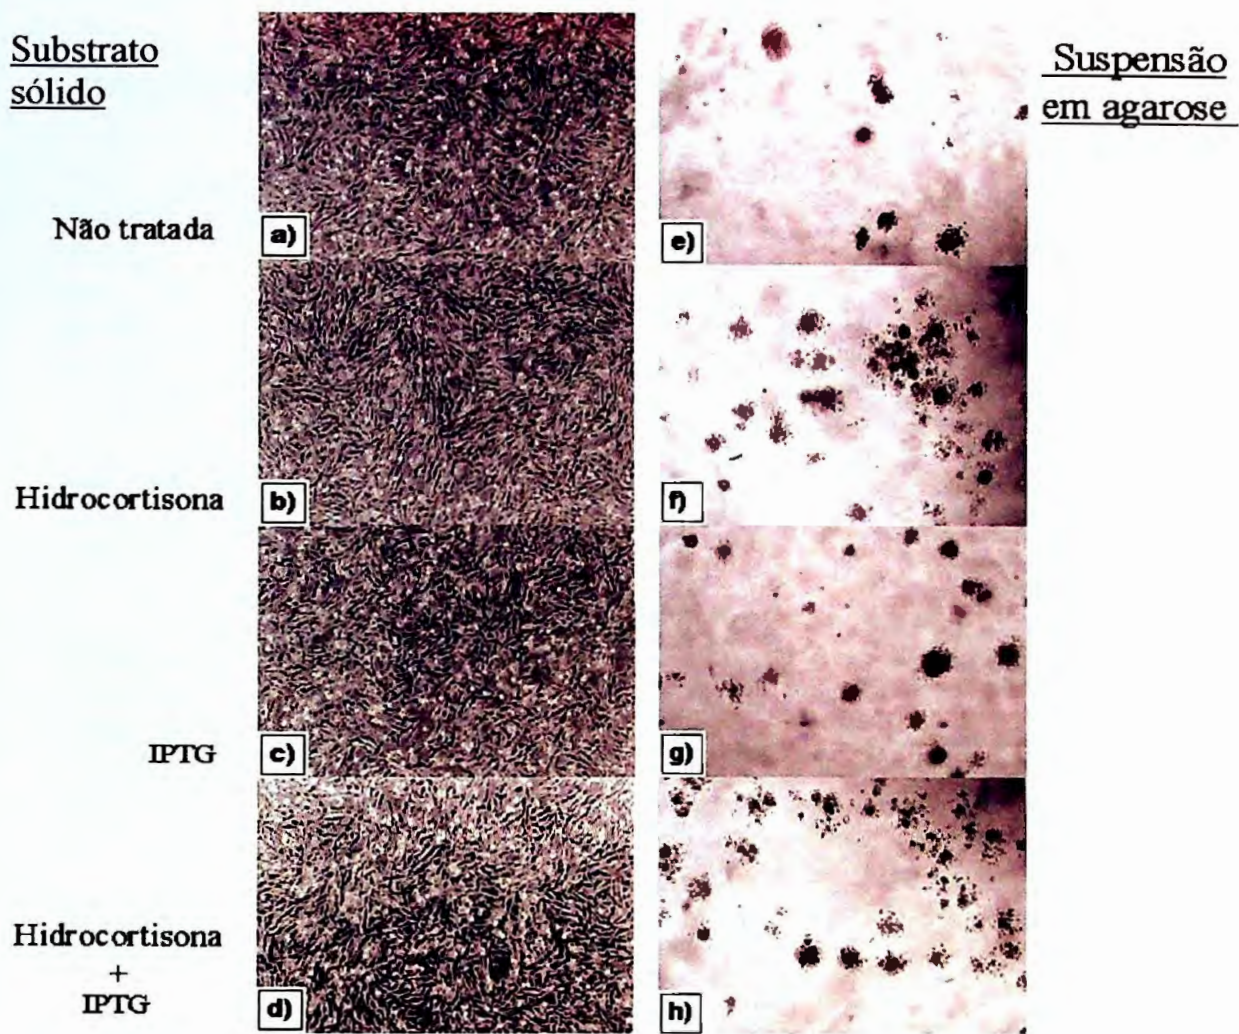 Substrato
sólido
Suspensão
em agarose
Não tratada
a)
e)
Hidrocortisona
b)
f)
IPTG
c)
g)
Hidrocortisona
+
IPTG
d)
h)